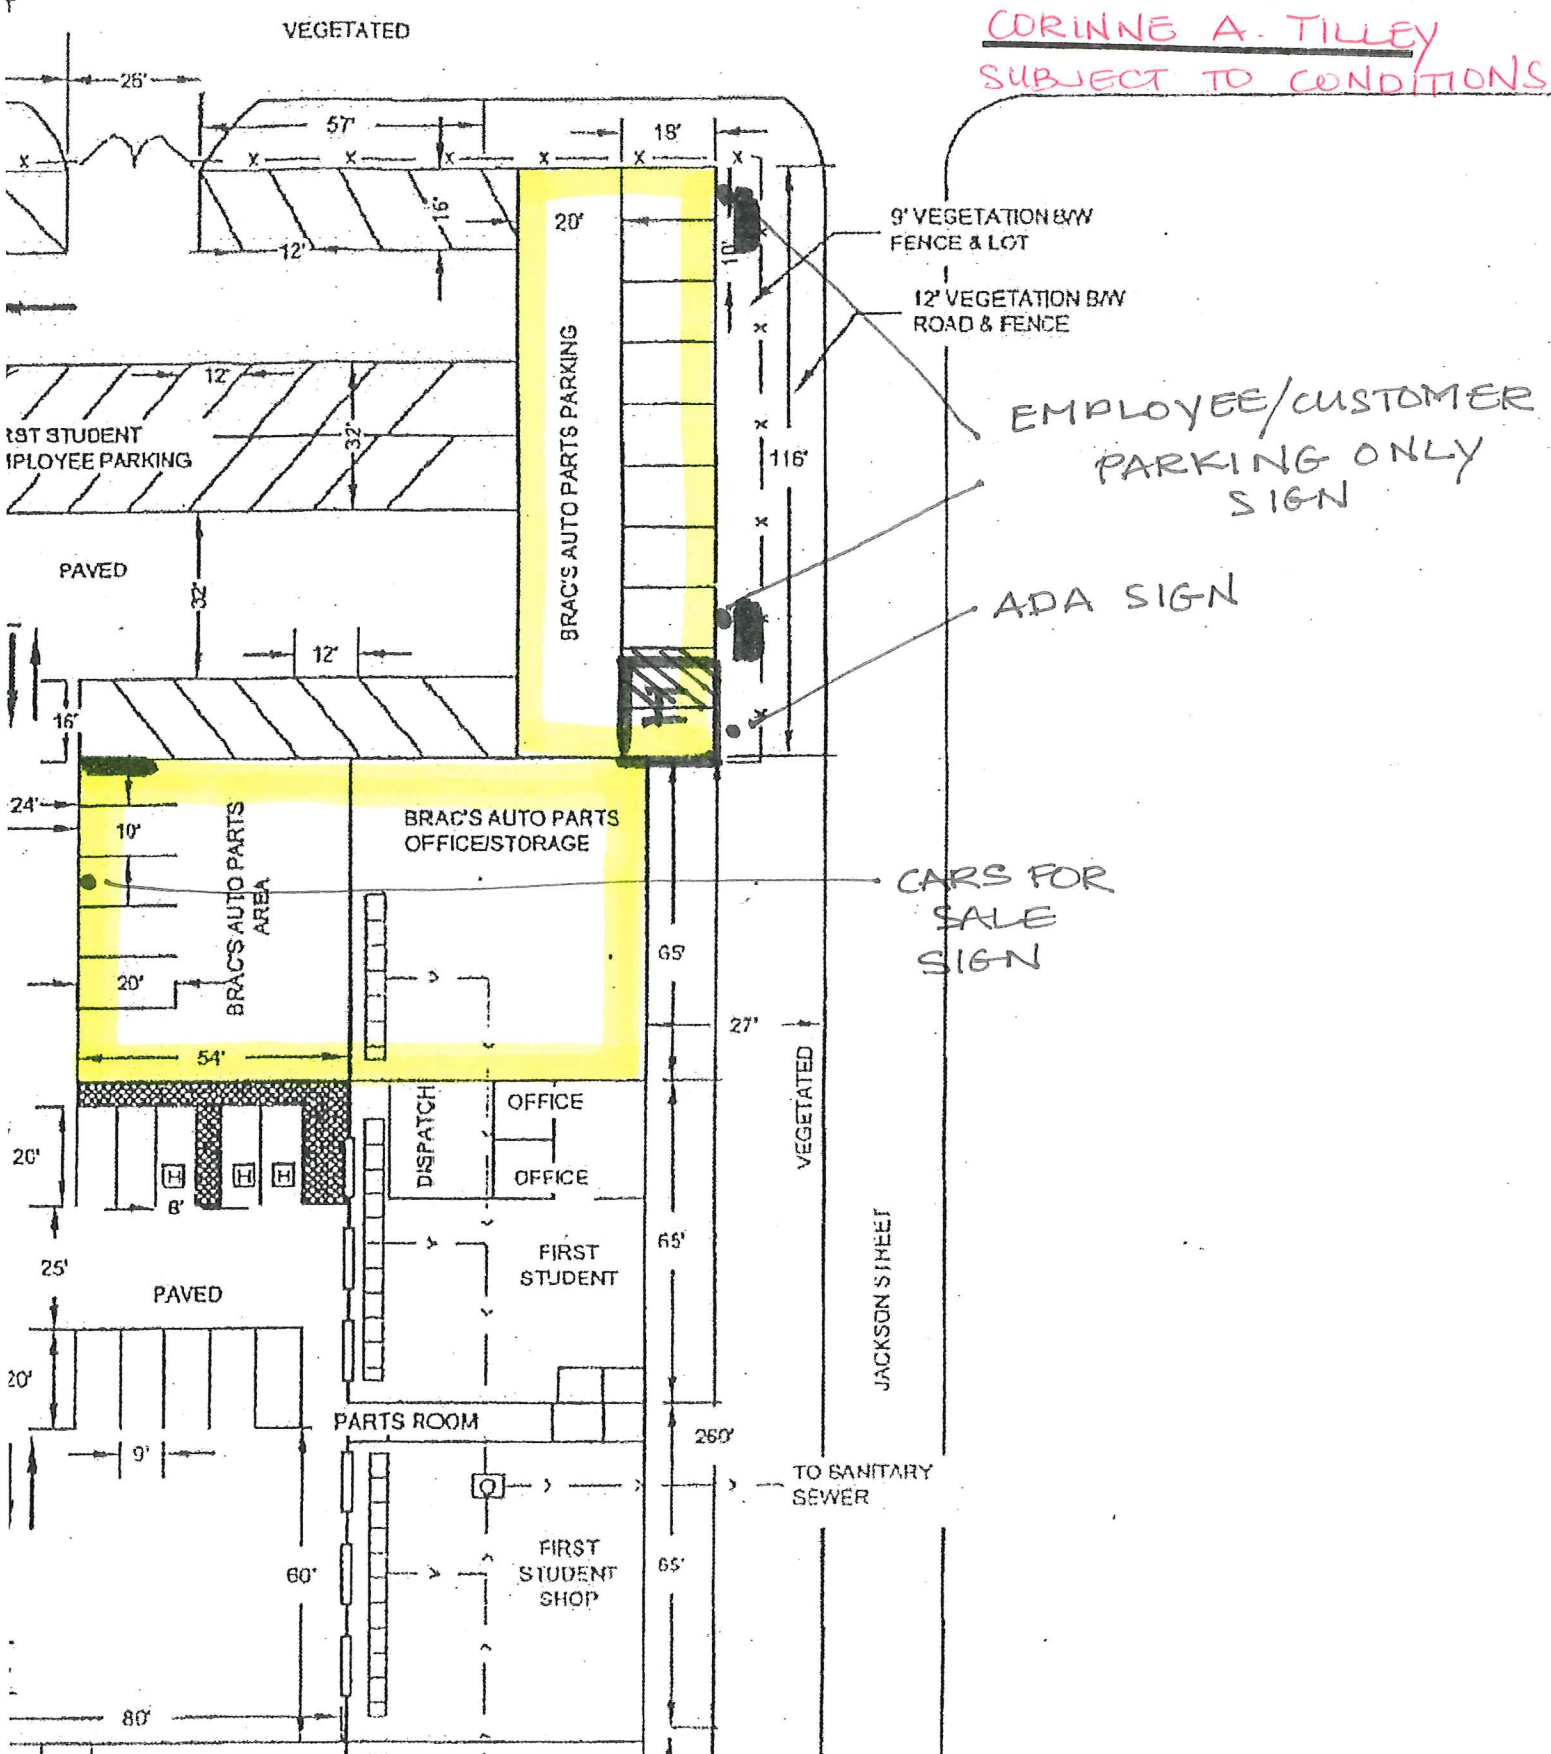 VEGETATED
CORINNE A. TILLEY
SUBJECT TO CONDITIONS
26'
57'
18'
16'
12'
20'
10'
9' VEGETATION B/W
FENCE & LOT
12' VEGETATION B/W
ROAD & FENCE
BRAC'S AUTO PARTS PARKING
12'
32'
RST STUDENT
IPLOYEE PARKING
116'
EMPLOYEE/CUSTOMER
PARKING ONLY
SIGN
PAVED
32'
ADA SIGN
12'
16'
24'
10'
BRAC'S AUTO PARTS
AREA
BRAC'S AUTO PARTS
OFFICE/STORAGE
CARS FOR
SALE
SIGN
20'
65'
27'
54'
VEGETATED
DISPATCH
OFFICE
OFFICE
20'
H
H
H
8'
25'
PAVED
FIRST
STUDENT
65'
JACKSON STREET
20'
PARTS ROOM
260'
9'
TO SANITARY
SEWER
FIRST
STUDENT
SHOP
60'
65'
80'